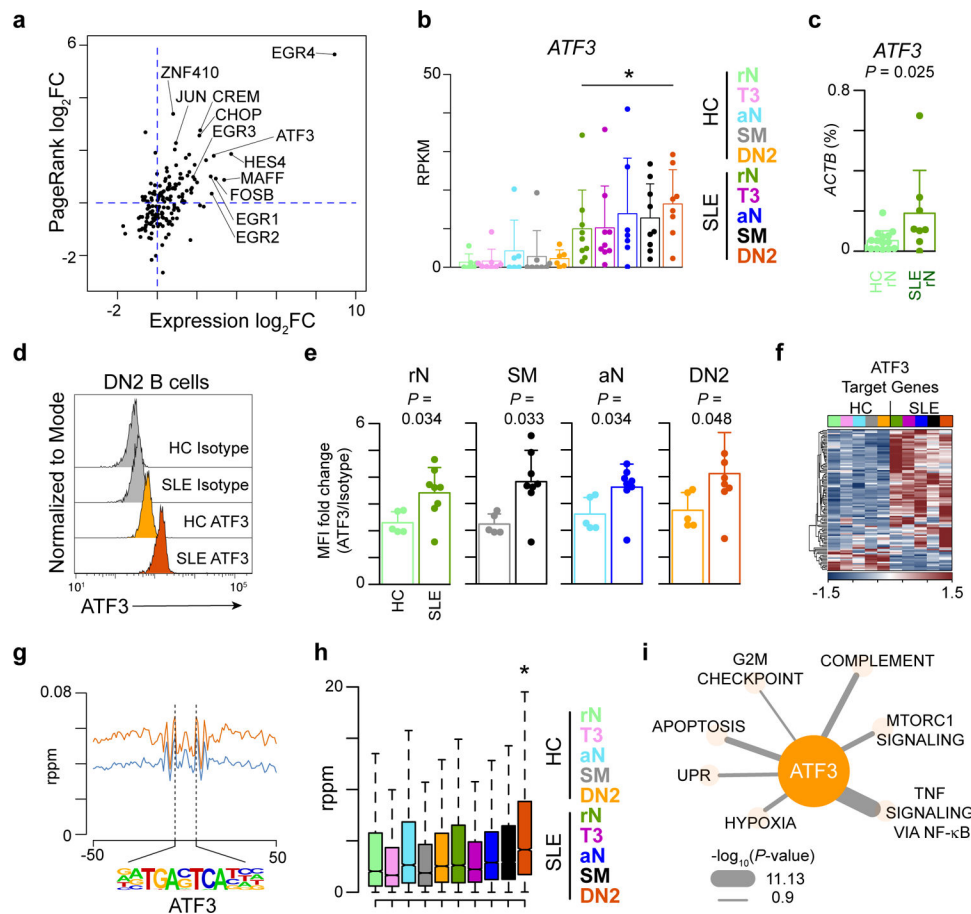 a
6
PageRank log2FC
-2
-2
Expression log2FC
10
EGR4
ZNF410
JUN
CREM
CHOP
EGR3
ATF3
HES4
MAFF
FOSB
EGR1
EGR2
b
ATF3
50
RPKM
0
*
HC
rN
T3
aN
SM
DN2
SLE
rN
T3
aN
SM
DN2
c
ATF3
P = 0.025
0.8
ACTB (%)
0
HC rN
SLE rN
d
DN2 B cells
Normalized to Mode
HC Isotype
SLE Isotype
HC ATF3
SLE ATF3
10^1
10^5
ATF3
e
rN
P =
0.034
SM
P =
0.033
aN
P =
0.034
DN2
P =
0.048
6
MFI fold change
(ATF3/Isotype)
0
HC
SLE
f
ATF3
Target Genes
HC SLE
-1.5
1.5
g
0.08
rppm
0
-50
50
TGACTCA
ATF3
h
20
rppm
0
*
HC
rN
T3
aN
SM
DN2
SLE
rN
T3
aN
SM
DN2
i
G2M
CHECKPOINT
COMPLEMENT
APOPTOSIS
MTORC1
SIGNALING
ATF3
UPR
HYPOXIA
TNF
SIGNALING
VIA NF-κB
-log10(P-value)
11.13
0.9